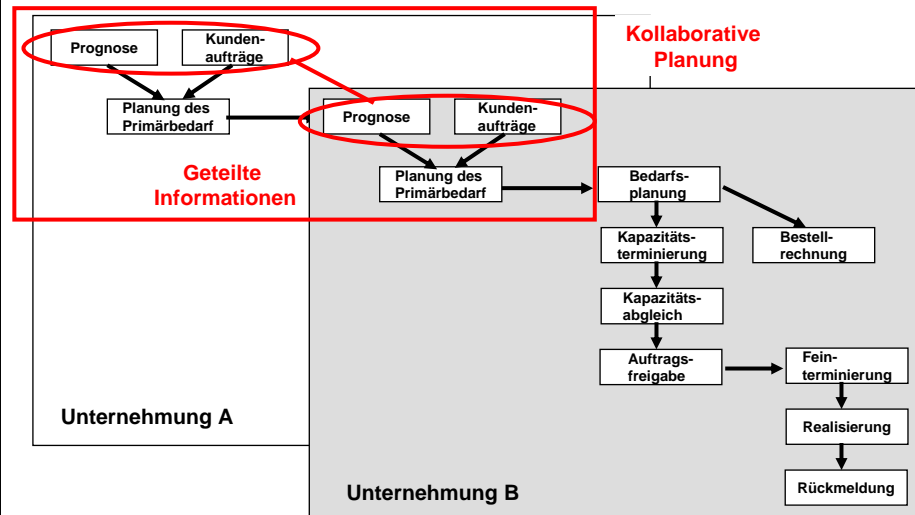 Prognose
Kunden-
aufträge
Kollaborative
Planung
Planung des
Primärbedarf
Prognose
Kunden-
aufträge
Geteilte
Informationen
Planung des
Primärbedarf
Bedarfs-
planung
Kapazitäts-
terminierung
Bestell-
rechnung
Kapazitäts-
abgleich
Auftrags-
freigabe
Fein-
terminierung
Unternehmung A
Realisierung
Unternehmung B
Rückmeldung